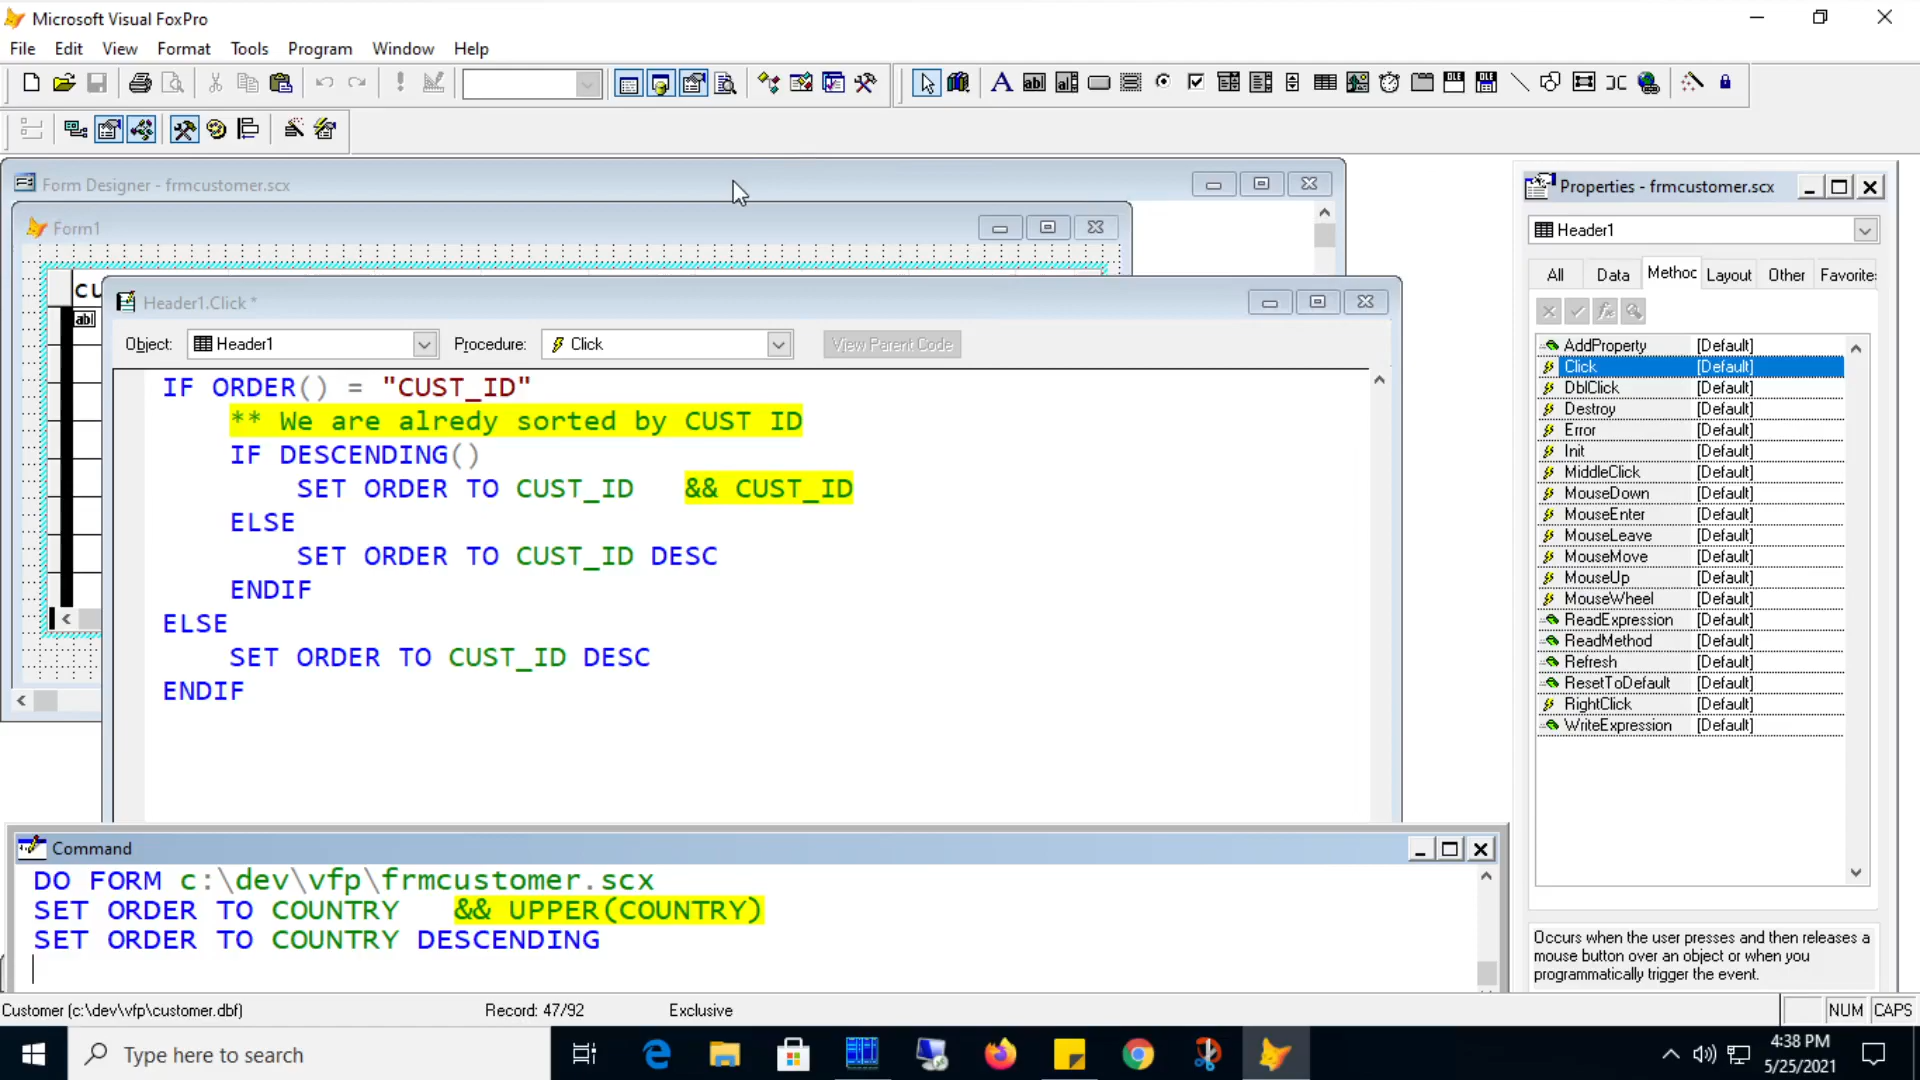 Microsoft Visual FoxPro
File Edit View Format Tools Program Window Help
Form Designer - frmcustomer.scx
Form1
cu
abl
Header1.Click *
Object: Header1 Procedure: Click View Parent Code
IF ORDER() = "CUST_ID"
** We are alredy sorted by CUST ID
IF DESCENDING()
SET ORDER TO CUST_ID && CUST_ID
ELSE
SET ORDER TO CUST_ID DESC
ENDIF
ELSE
SET ORDER TO CUST_ID DESC
ENDIF
Properties - frmcustomer.scx
Header1
All Data Methoc Layout Other Favorite:
AddProperty [Default]
Click [Default]
DblClick [Default]
Destroy [Default]
Error [Default]
Init [Default]
MiddleClick [Default]
MouseDown [Default]
MouseEnter [Default]
MouseLeave [Default]
MouseMove [Default]
MouseUp [Default]
MouseWheel [Default]
ReadExpression [Default]
ReadMethod [Default]
Refresh [Default]
ResetToDefault [Default]
RightClick [Default]
WriteExpression [Default]
Occurs when the user presses and then releases a
mouse button over an object or when you
programmatically trigger the event.
Command
DO FORM c:\dev\vfp\frmcustomer.scx
SET ORDER TO COUNTRY && UPPER(COUNTRY)
SET ORDER TO COUNTRY DESCENDING
Customer (c:\dev\vfp\customer.dbf) Record: 47/92 Exclusive NUM CAPS
Type here to search
4:38 PM
5/25/2021